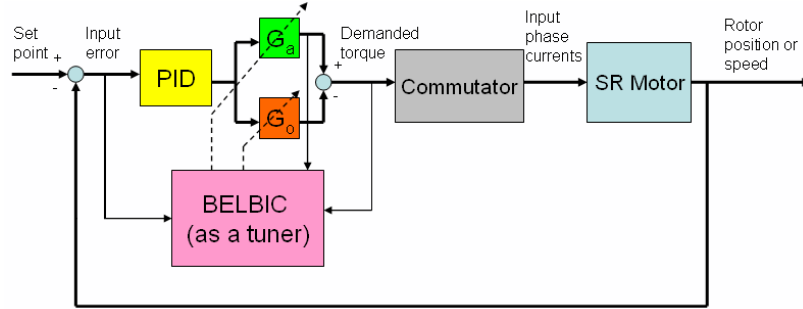 Set
point
+
-
Input
error
PID
G a
G o
+
-
Demanded
torque
Commutator
Input
phase
currents
SR Motor
Rotor
position or
speed
BELBIC
(as a tuner)